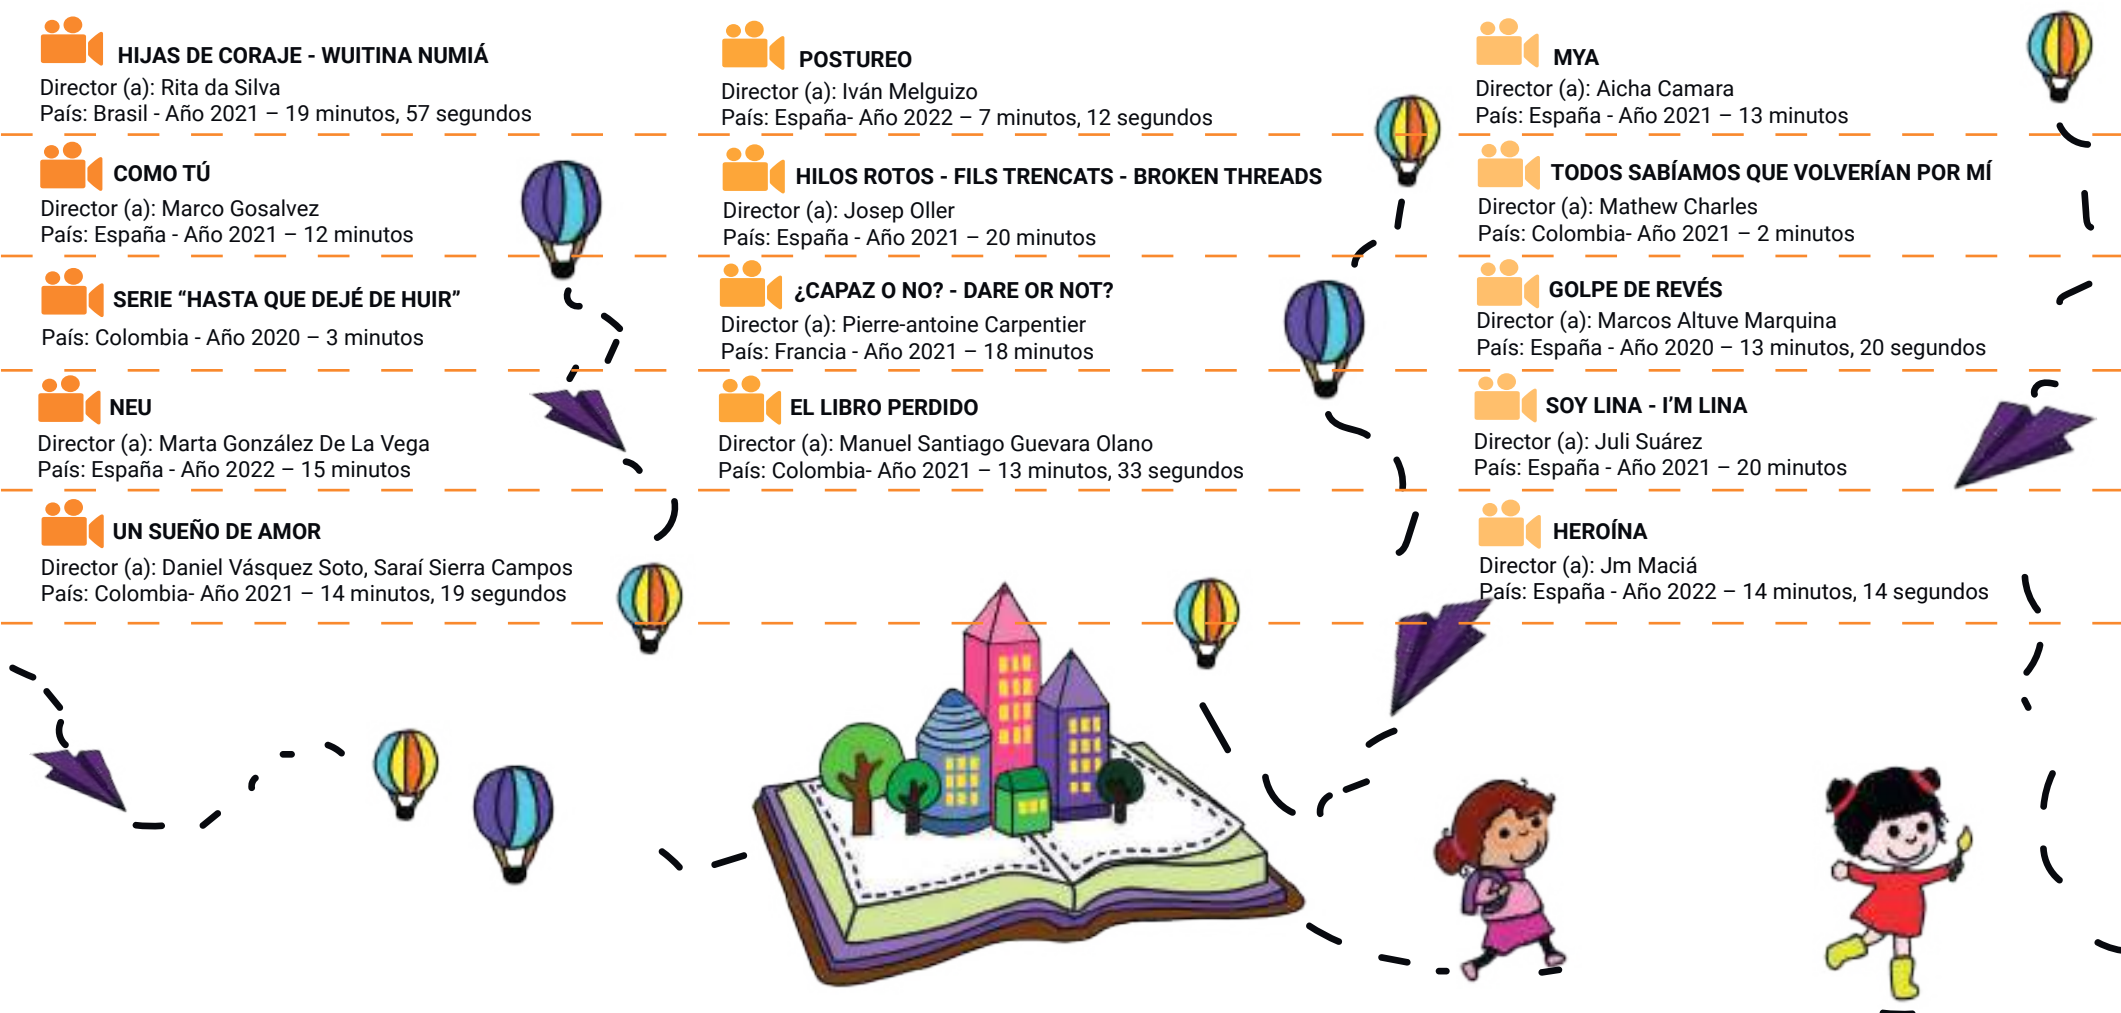 HIJAS DE CORAJE - WUITINA NUMIÁ
Director (a): Rita da Silva
País: Brasil - Año 2021 – 19 minutos, 57 segundos
COMO TÚ
Director (a): Marco Gosalvez
País: España - Año 2021 – 12 minutos
SERIE “HASTA QUE DEJÉ DE HUIR”
País: Colombia - Año 2020 – 3 minutos
NEU
Director (a): Marta González De La Vega
País: España - Año 2022 – 15 minutos
UN SUEÑO DE AMOR
Director (a): Daniel Vásquez Soto, Saraí Sierra Campos
País: Colombia- Año 2021 – 14 minutos, 19 segundos
POSTUREO
Director (a): Iván Melguizo
País: España- Año 2022 – 7 minutos, 12 segundos
HILOS ROTOS - FILS TRENCATS - BROKEN THREADS
Director (a): Josep Oller
País: España - Año 2021 – 20 minutos
¿CAPAZ O NO? - DARE OR NOT?
Director (a): Pierre-antoine Carpentier
País: Francia - Año 2021 – 18 minutos
EL LIBRO PERDIDO
Director (a): Manuel Santiago Guevara Olano
País: Colombia- Año 2021 – 13 minutos, 33 segundos
MYA
Director (a): Aicha Camara
País: España - Año 2021 – 13 minutos
TODOS SABÍAMOS QUE VOLVERÍAN POR MÍ
Director (a): Mathew Charles
País: Colombia- Año 2021 – 2 minutos
GOLPE DE REVÉS
Director (a): Marcos Altuve Marquina
País: España - Año 2020 – 13 minutos, 20 segundos
SOY LINA - I’M LINA
Director (a): Juli Suárez
País: España - Año 2021 – 20 minutos
HEROÍNA
Director (a): Jm Maciá
País: España - Año 2022 – 14 minutos, 14 segundos